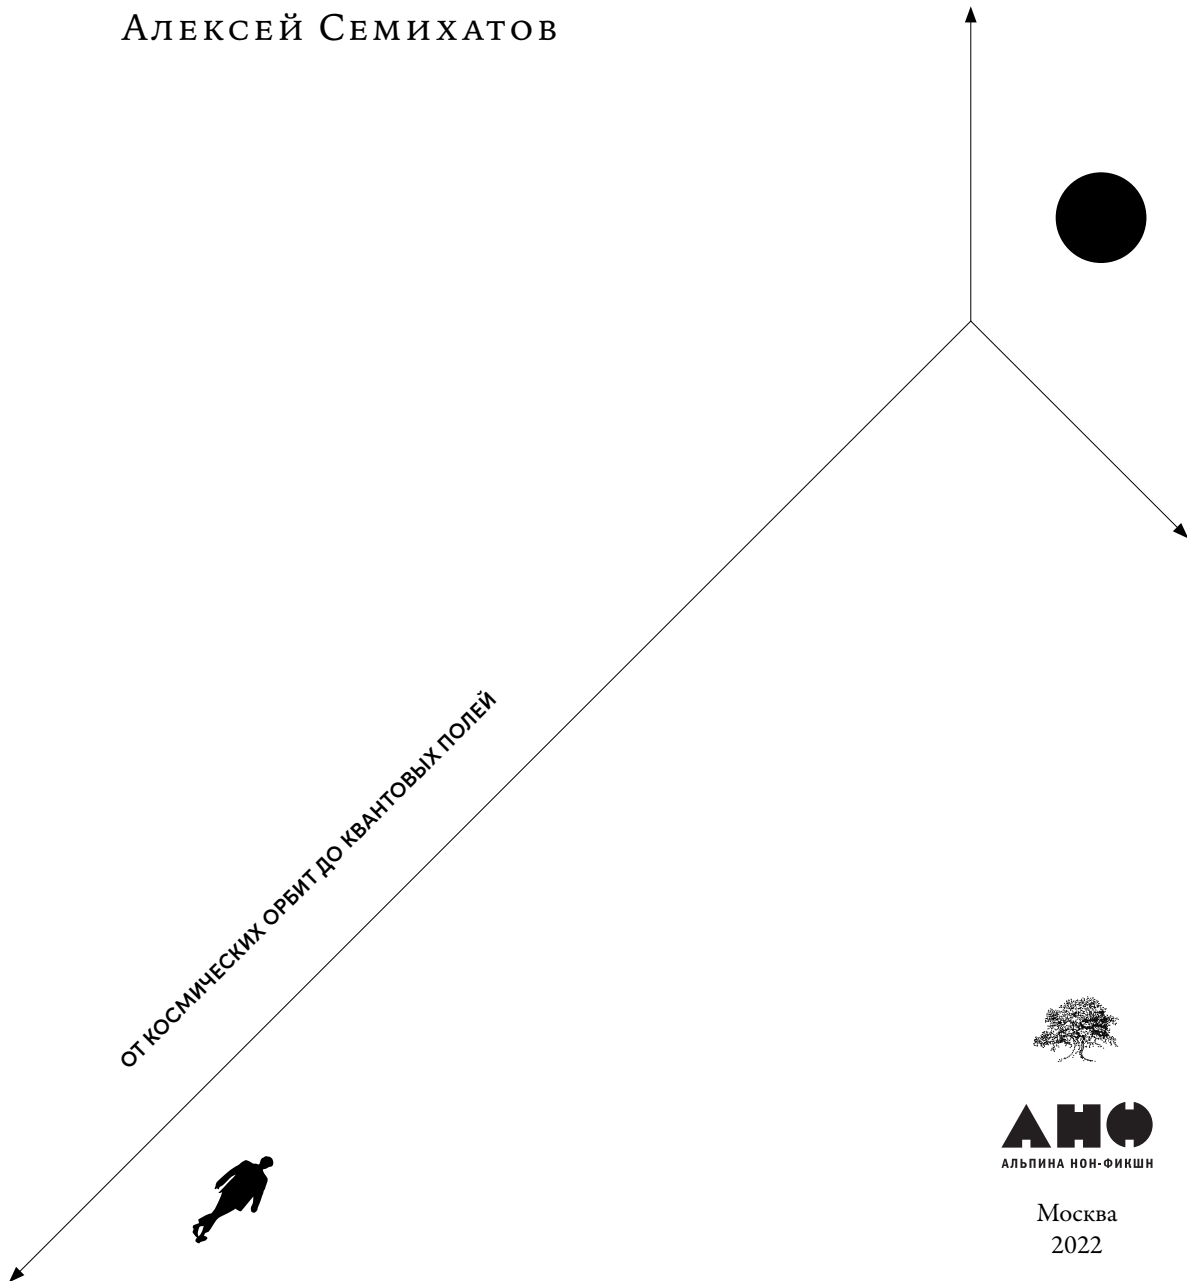 Алексей Семихатов
ОТ КОСМИЧЕСКИХ ОРБИТ ДО КВАНТОВЫХ ПОЛЕЙ
АНФ
АЛЬПИНА НОН-ФИКШН
Москва
2022